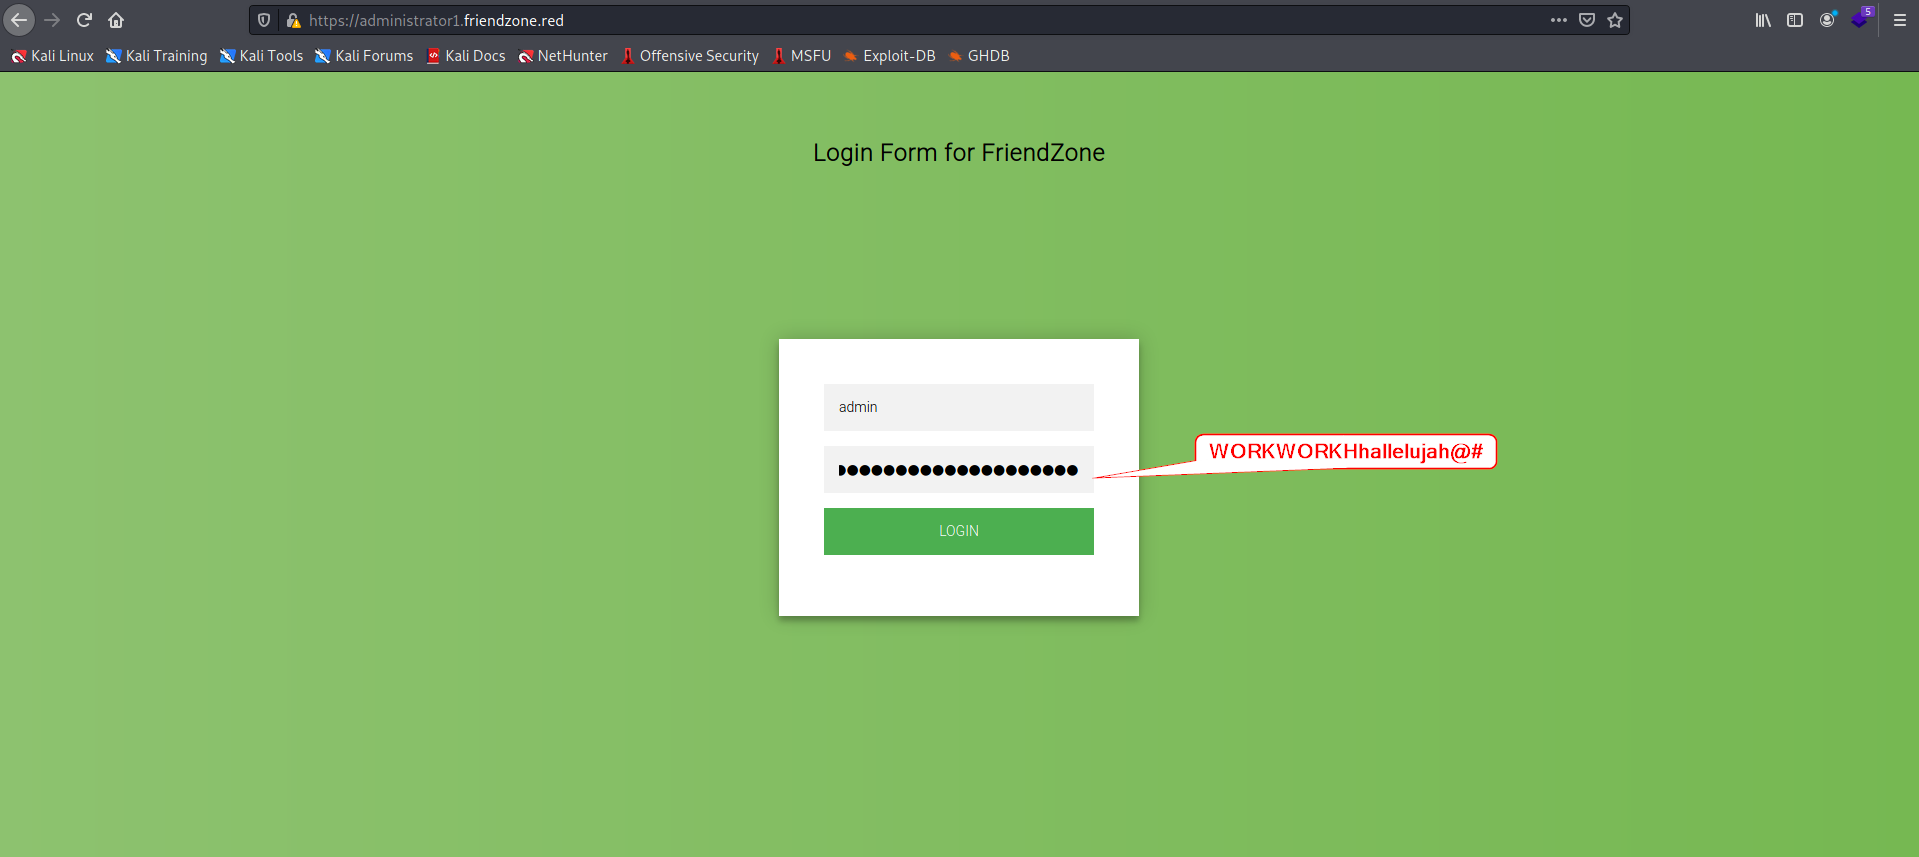 https://administrator1.friendzone.red
5
Kali Linux Kali Training Kali Tools Kali Forums Kali Docs NetHunter Offensive Security MSFU Exploit-DB GHDB
Login Form for FriendZone
admin
WORKWORKHhallelujah@#
LOGIN